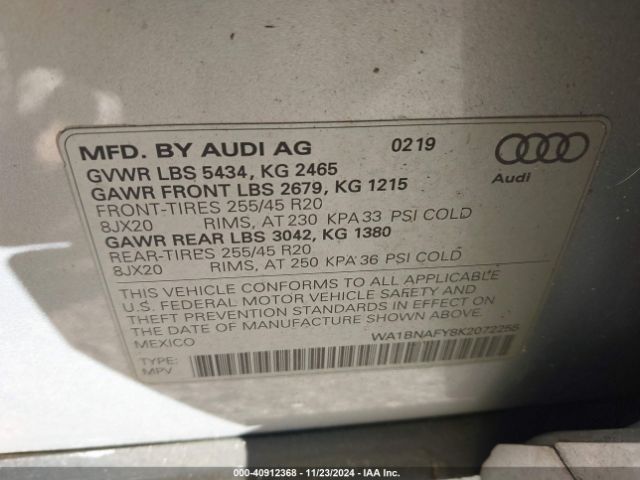 MFD. BY AUDI AG 0219
GVWR LBS 5434, KG 2465
GAWR FRONT LBS 2679, KG 1215
FRONT-TIRES 255/45 R20
8JX20 RIMS, AT 230 KPA 33 PSI COLD
GAWR REAR LBS 3042, KG 1380
REAR-TIRES 255/45 R20
8JX20 RIMS, AT 250 KPA 36 PSI COLD
Audi
THIS VEHICLE CONFORMS TO ALL APPLICABLE
U.S. FEDERAL MOTOR VEHICLE SAFETY AND
THEFT PREVENTION STANDARDS IN EFFECT ON
THE DATE OF MANUFACTURE SHOWN ABOVE.
MEXICO WA1BNAFY8K2072255
TYPE:
MPV
000-40912368 - 11/23/2024 - IAA Inc.